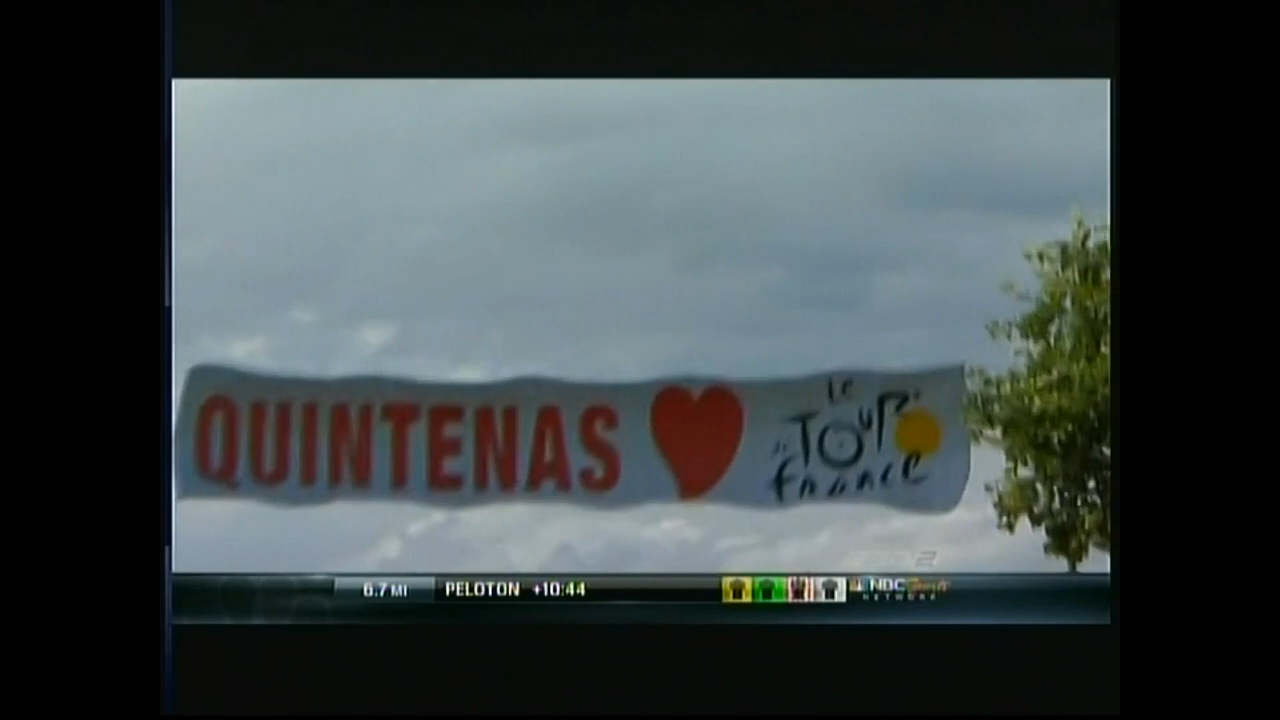 QUINTENAS
LE
TOUR
de
france
6.7 MI PELOTON +10:44
NBC Sports
NETWORK